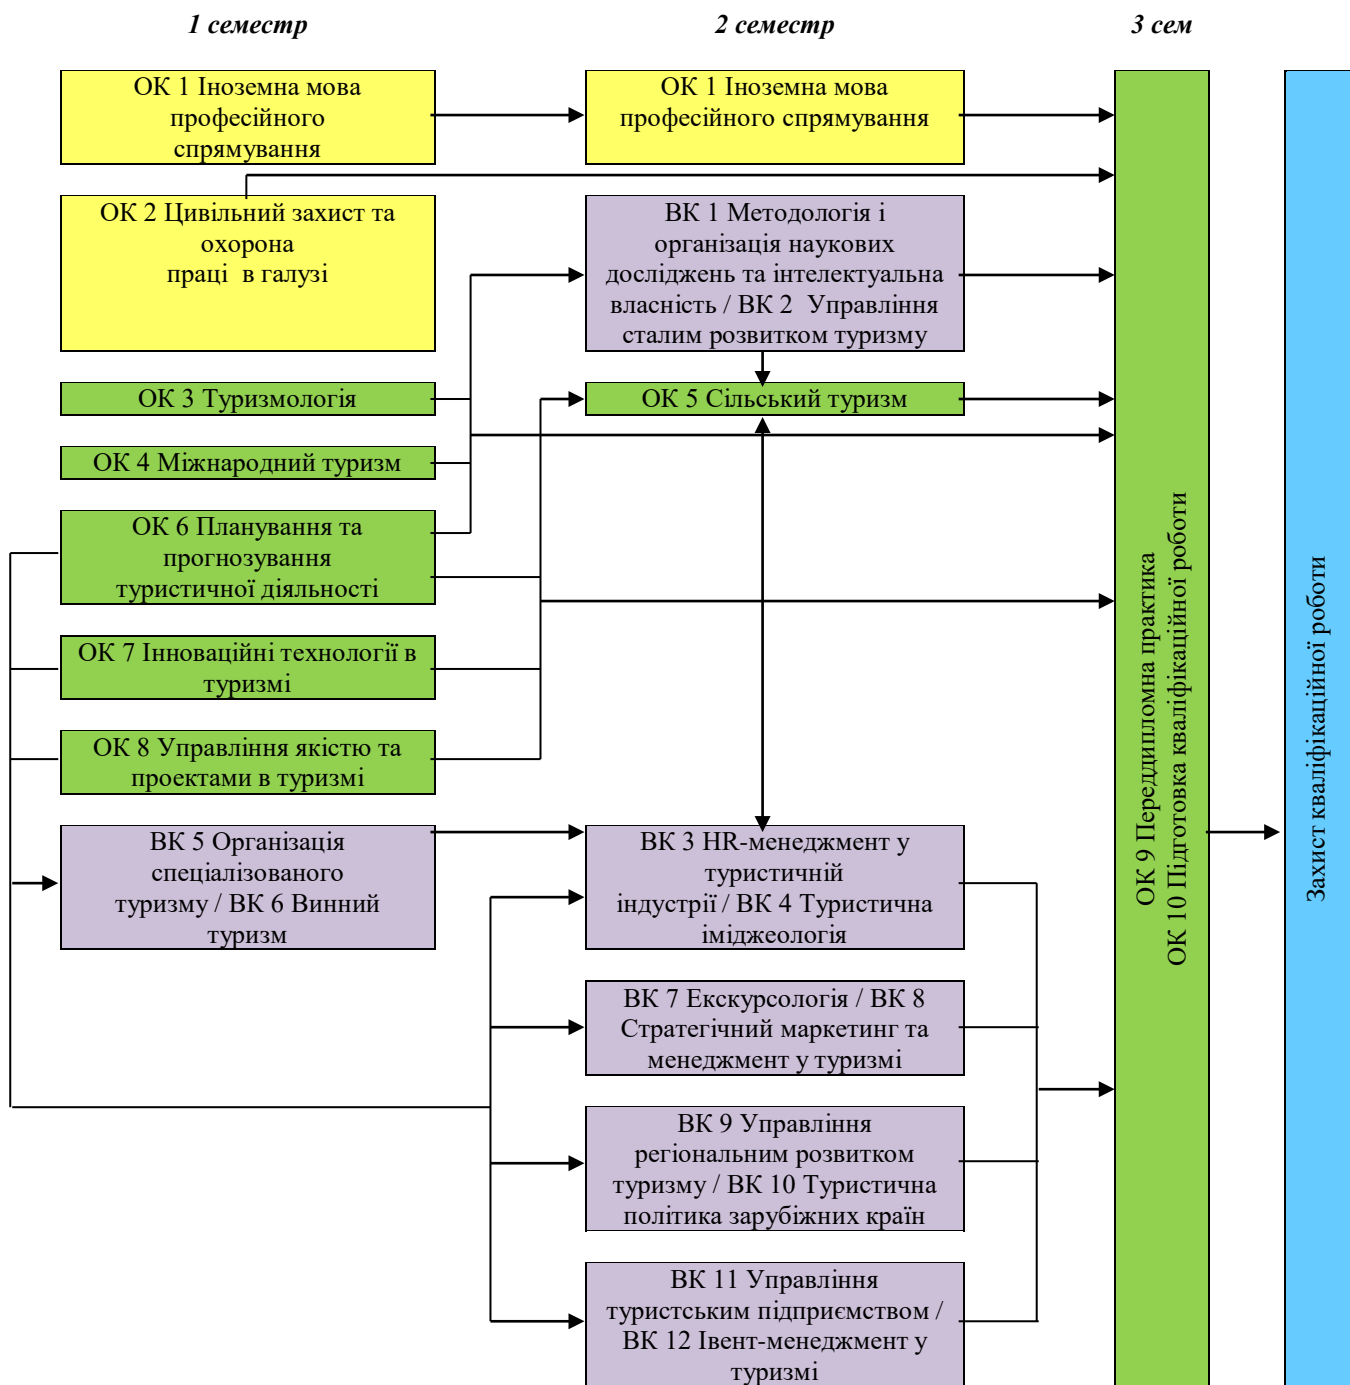 1 семестр
2 семестр
3 сем
ОК 1 Іноземна мова
професійного
спрямування
ОК 1 Іноземна мова
професійного спрямування
ОК 2 Цивільний захист та
охорона
праці в галузі
ВК 1 Методологія і
організація наукових
досліджень та інтелектуальна
власність / ВК 2 Управління
сталим розвитком туризму
ОК 3 Туризмологія
ОК 5 Сільський туризм
ОК 4 Міжнародний туризм
ОК 6 Планування та
прогнозування
туристичної діяльності
ОК 7 Інноваційні технології в
туризмі
ОК 8 Управління якістю та
проектами в туризмі
ВК 5 Організація
спеціалізованого
туризму / ВК 6 Винний
туризм
ВК 3 HR-менеджмент у
туристичній
індустрії / ВК 4 Туристична
іміджеологія
ВК 7 Екскурсологія / ВК 8
Стратегічний маркетинг та
менеджмент у туризмі
ВК 9 Управління
регіональним розвитком
туризму / ВК 10 Туристична
політика зарубіжних країн
ВК 11 Управління
туристським підприємством /
ВК 12 Івент-менеджмент у
туризмі
ОК 9 Переддипломна практика
ОК 10 Підготовка кваліфікаційної роботи
Захист кваліфікаційної роботи